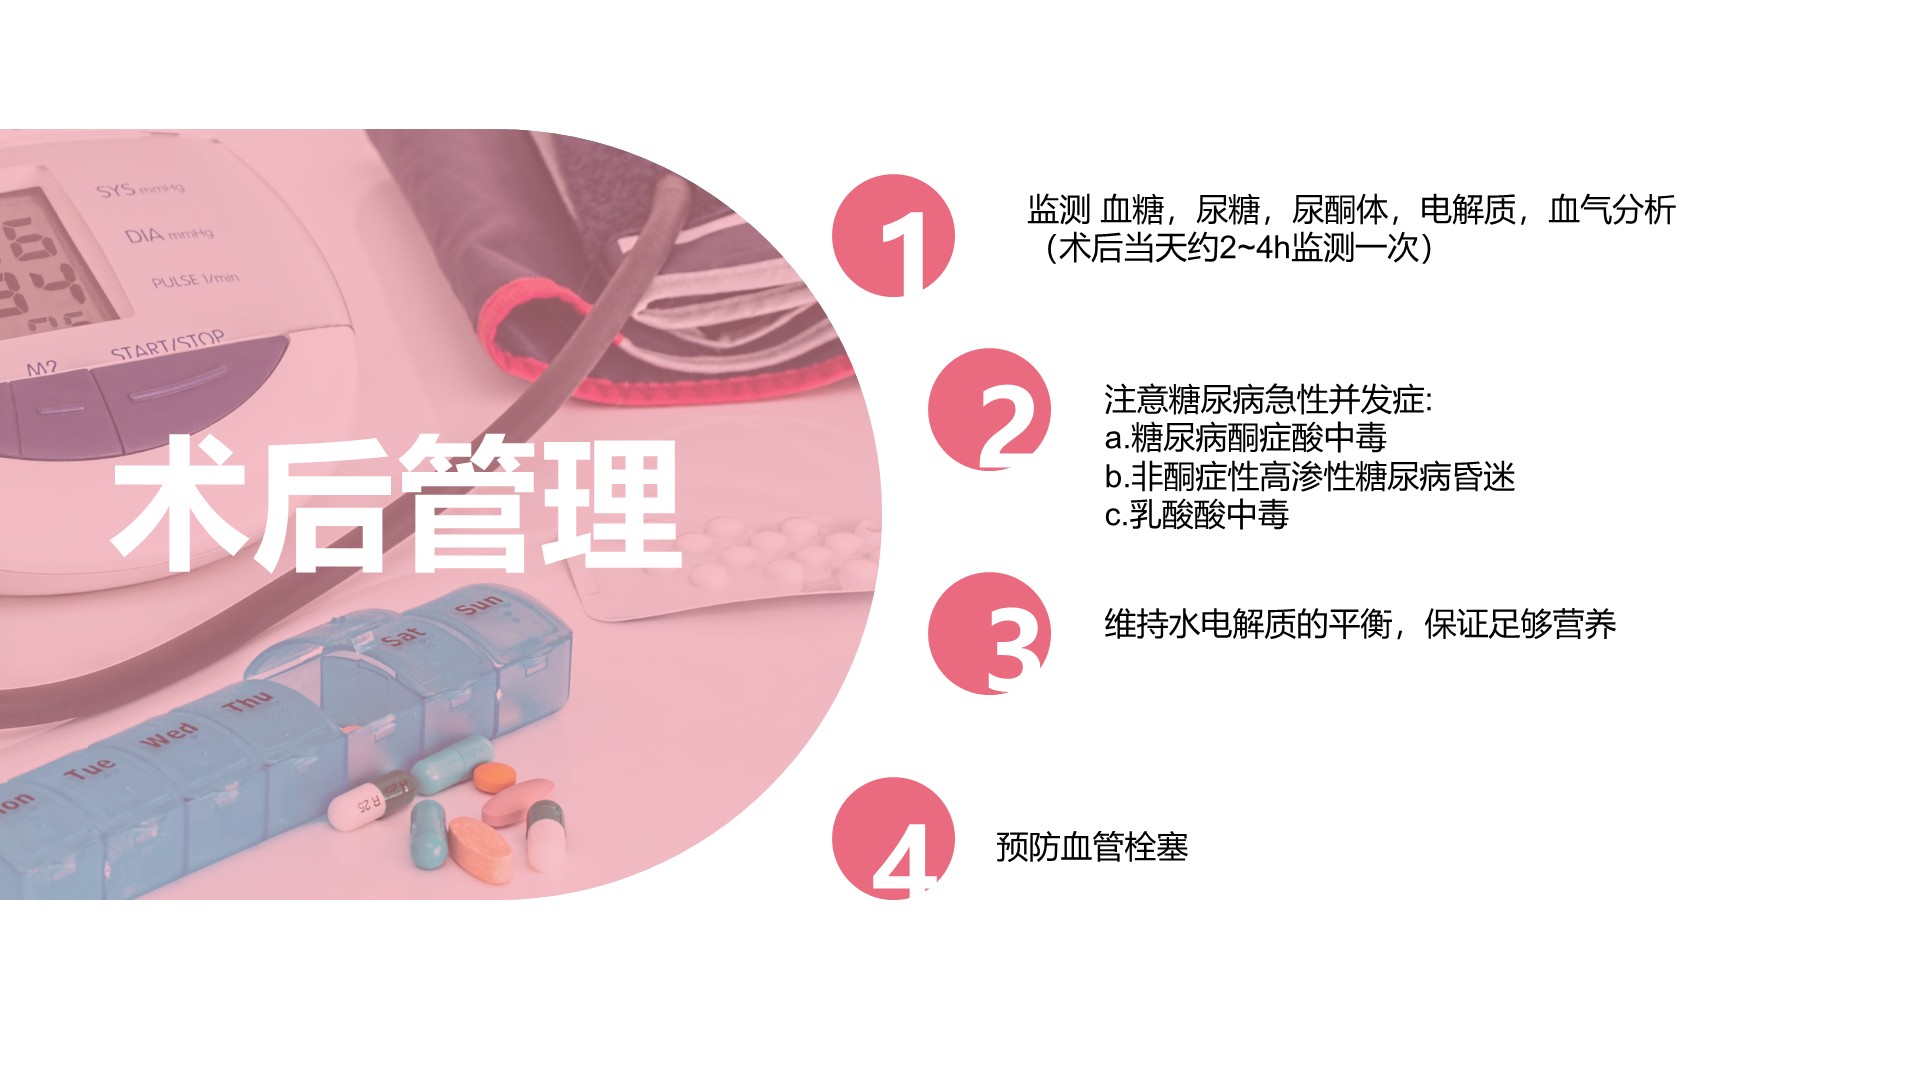 SYS mmHg
DIA mmHg
PULSE 1/min
M2
START/STOP
术后管理
Sun
Sat
Thu
Wed
Tue
1
监测 血糖，尿糖，尿酮体，电解质，血气分析
（术后当天约2~4h监测一次）
2
注意糖尿病急性并发症:
a.糖尿病酮症酸中毒
b.非酮症性高渗性糖尿病昏迷
c.乳酸酸中毒
3
维持水电解质的平衡，保证足够营养
4
预防血管栓塞